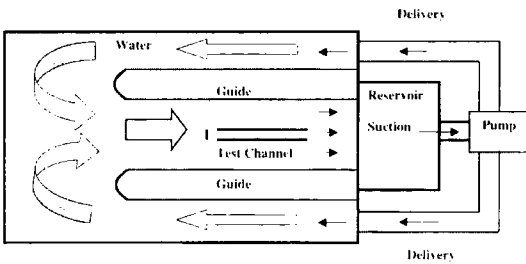 Delivery
Water
Guide
Reservoir
Suction
Pump
I
Test Channel
Guide
Delivery